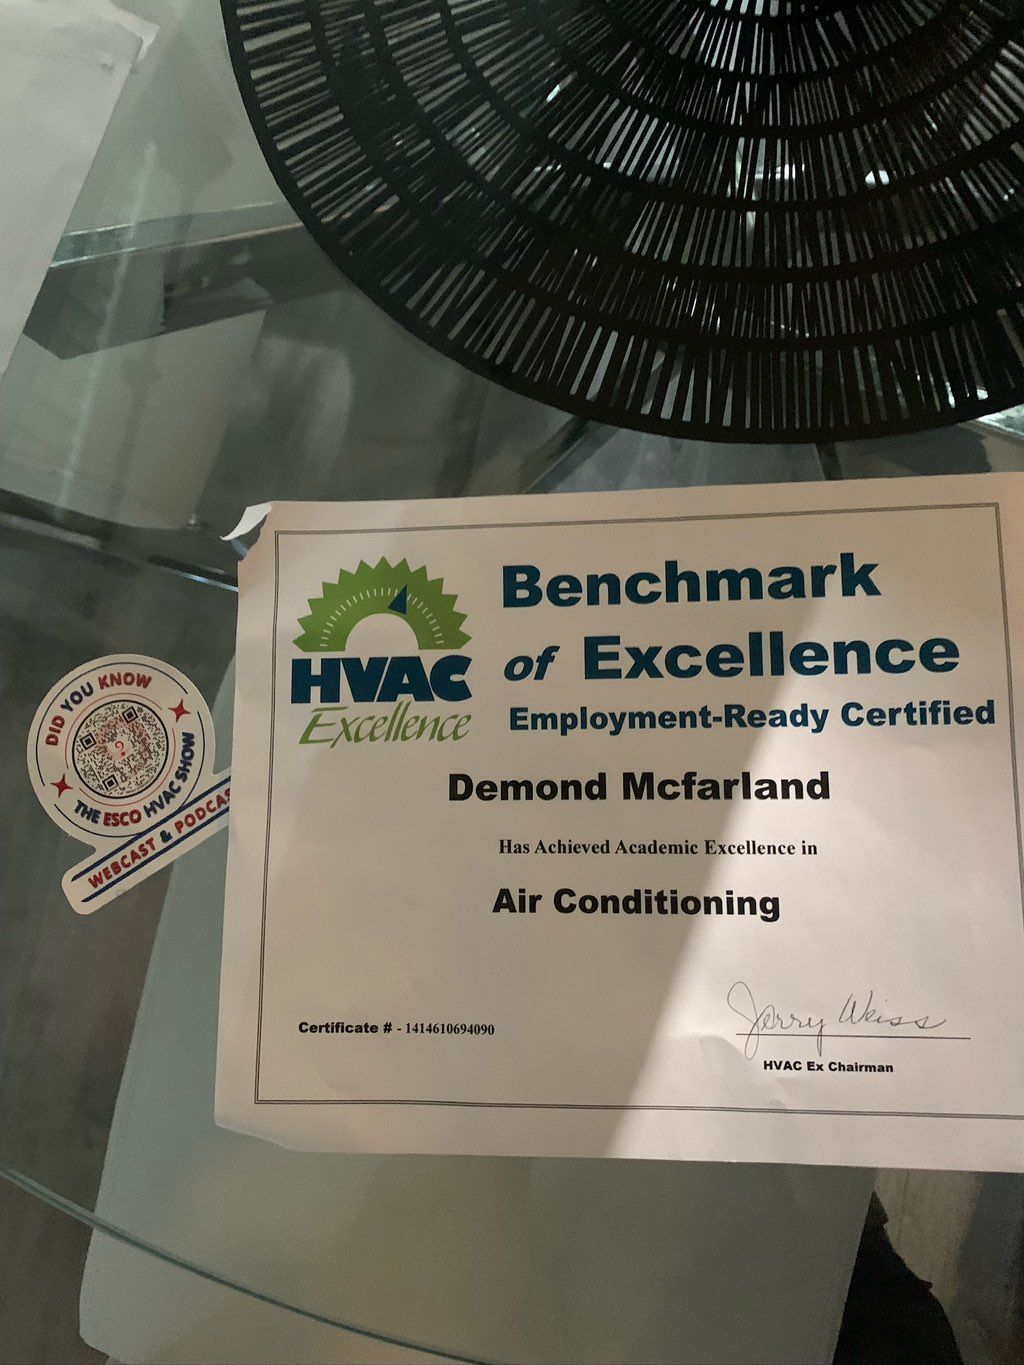 HVAC
Excellence
Benchmark
of Excellence
Employment-Ready Certified
Demond Mcfarland
Has Achieved Academic Excellence in
Air Conditioning
Certificate # - 1414610694090
Jerry Weiss
HVAC Ex Chairman
DID YOU KNOW
THE ESCO HVAC SHOW
WEBCAST & PODCAS